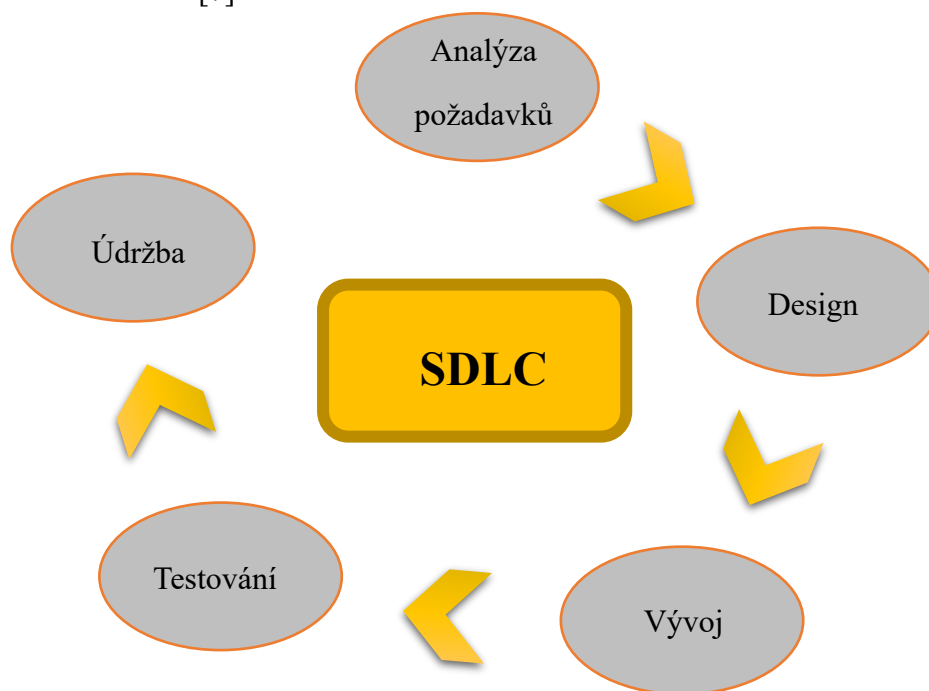 Analýza
požadavků
Údržba
Design
SDLC
Testování
Vývoj